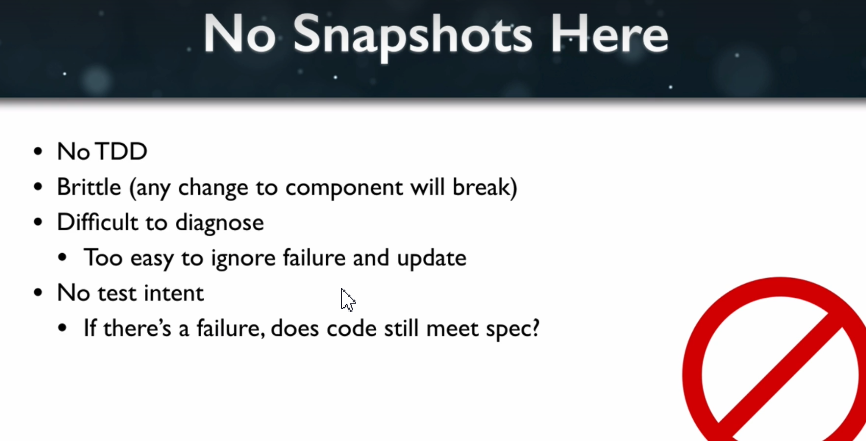 No Snapshots Here
• No TDD
• Brittle (any change to component will break)
• Difficult to diagnose
• Too easy to ignore failure and update
• No test intent
• If there’s a failure, does code still meet spec?